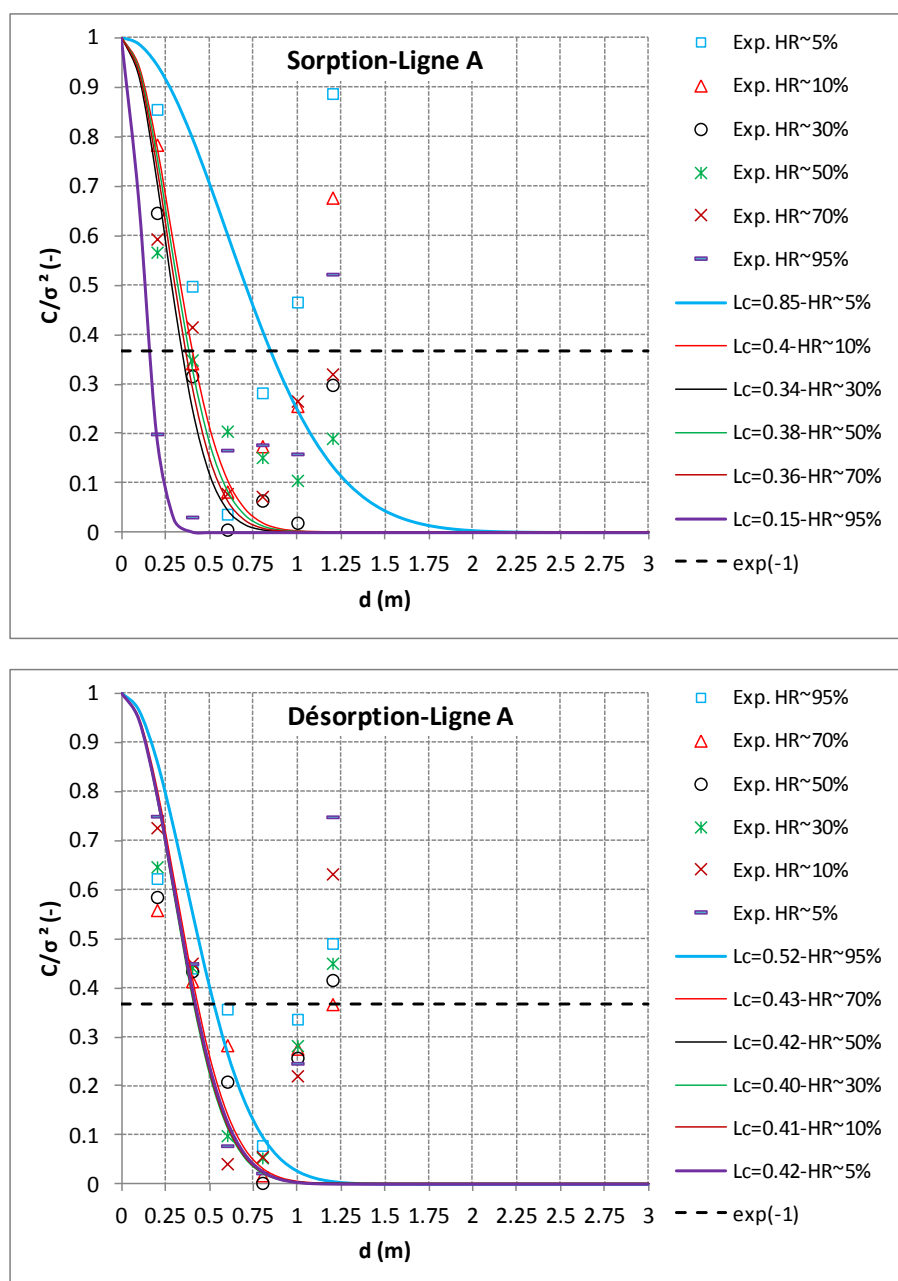 Sorption-Ligne A
C/σ² (-)
1
0.9
0.8
0.7
0.6
0.5
0.4
0.3
0.2
0.1
0
0 0.25 0.5 0.75 1 1.25 1.5 1.75 2 2.25 2.5 2.75 3
d (m)
Exp. HR~5%
Exp. HR~10%
Exp. HR~30%
Exp. HR~50%
Exp. HR~70%
Exp. HR~95%
Lc=0.85-HR~5%
Lc=0.4-HR~10%
Lc=0.34-HR~30%
Lc=0.38-HR~50%
Lc=0.36-HR~70%
Lc=0.15-HR~95%
exp(-1)
Désorption-Ligne A
C/σ² (-)
1
0.9
0.8
0.7
0.6
0.5
0.4
0.3
0.2
0.1
0
0 0.25 0.5 0.75 1 1.25 1.5 1.75 2 2.25 2.5 2.75 3
d (m)
Exp. HR~95%
Exp. HR~70%
Exp. HR~50%
Exp. HR~30%
Exp. HR~10%
Exp. HR~5%
Lc=0.52-HR~95%
Lc=0.43-HR~70%
Lc=0.42-HR~50%
Lc=0.40-HR~30%
Lc=0.41-HR~10%
Lc=0.42-HR~5%
exp(-1)